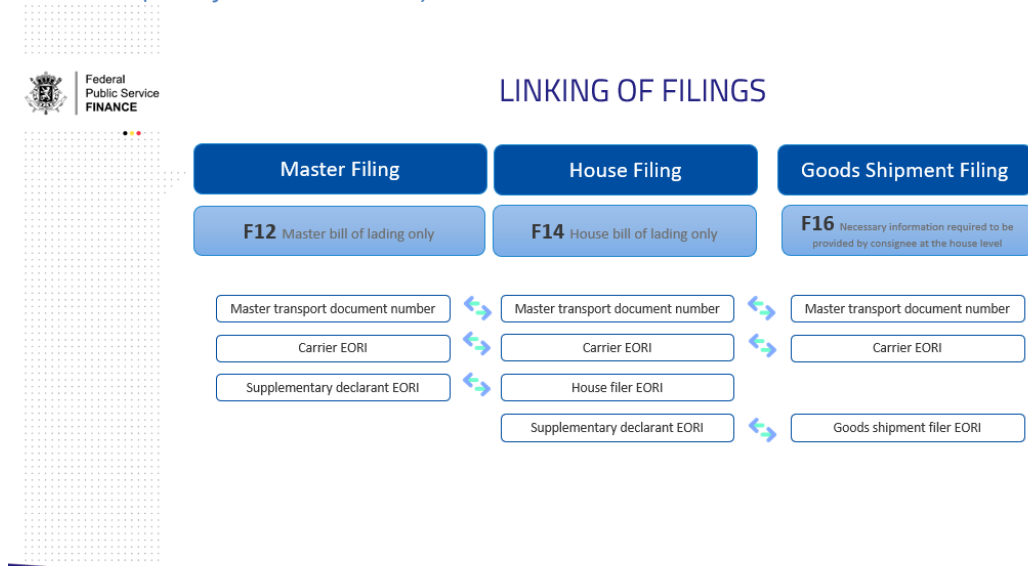 Federal
Public Service
FINANCE
LINKING OF FILINGS
Master Filing
House Filing
Goods Shipment Filing
F12 Master bill of lading only
F14 House bill of lading only
F16 Necessary information required to be
provided by consignee at the house level
Master transport document number
Master transport document number
Master transport document number
Carrier EORI
Carrier EORI
Carrier EORI
Supplementary declarant EORI
House filer EORI
Supplementary declarant EORI
Goods shipment filer EORI